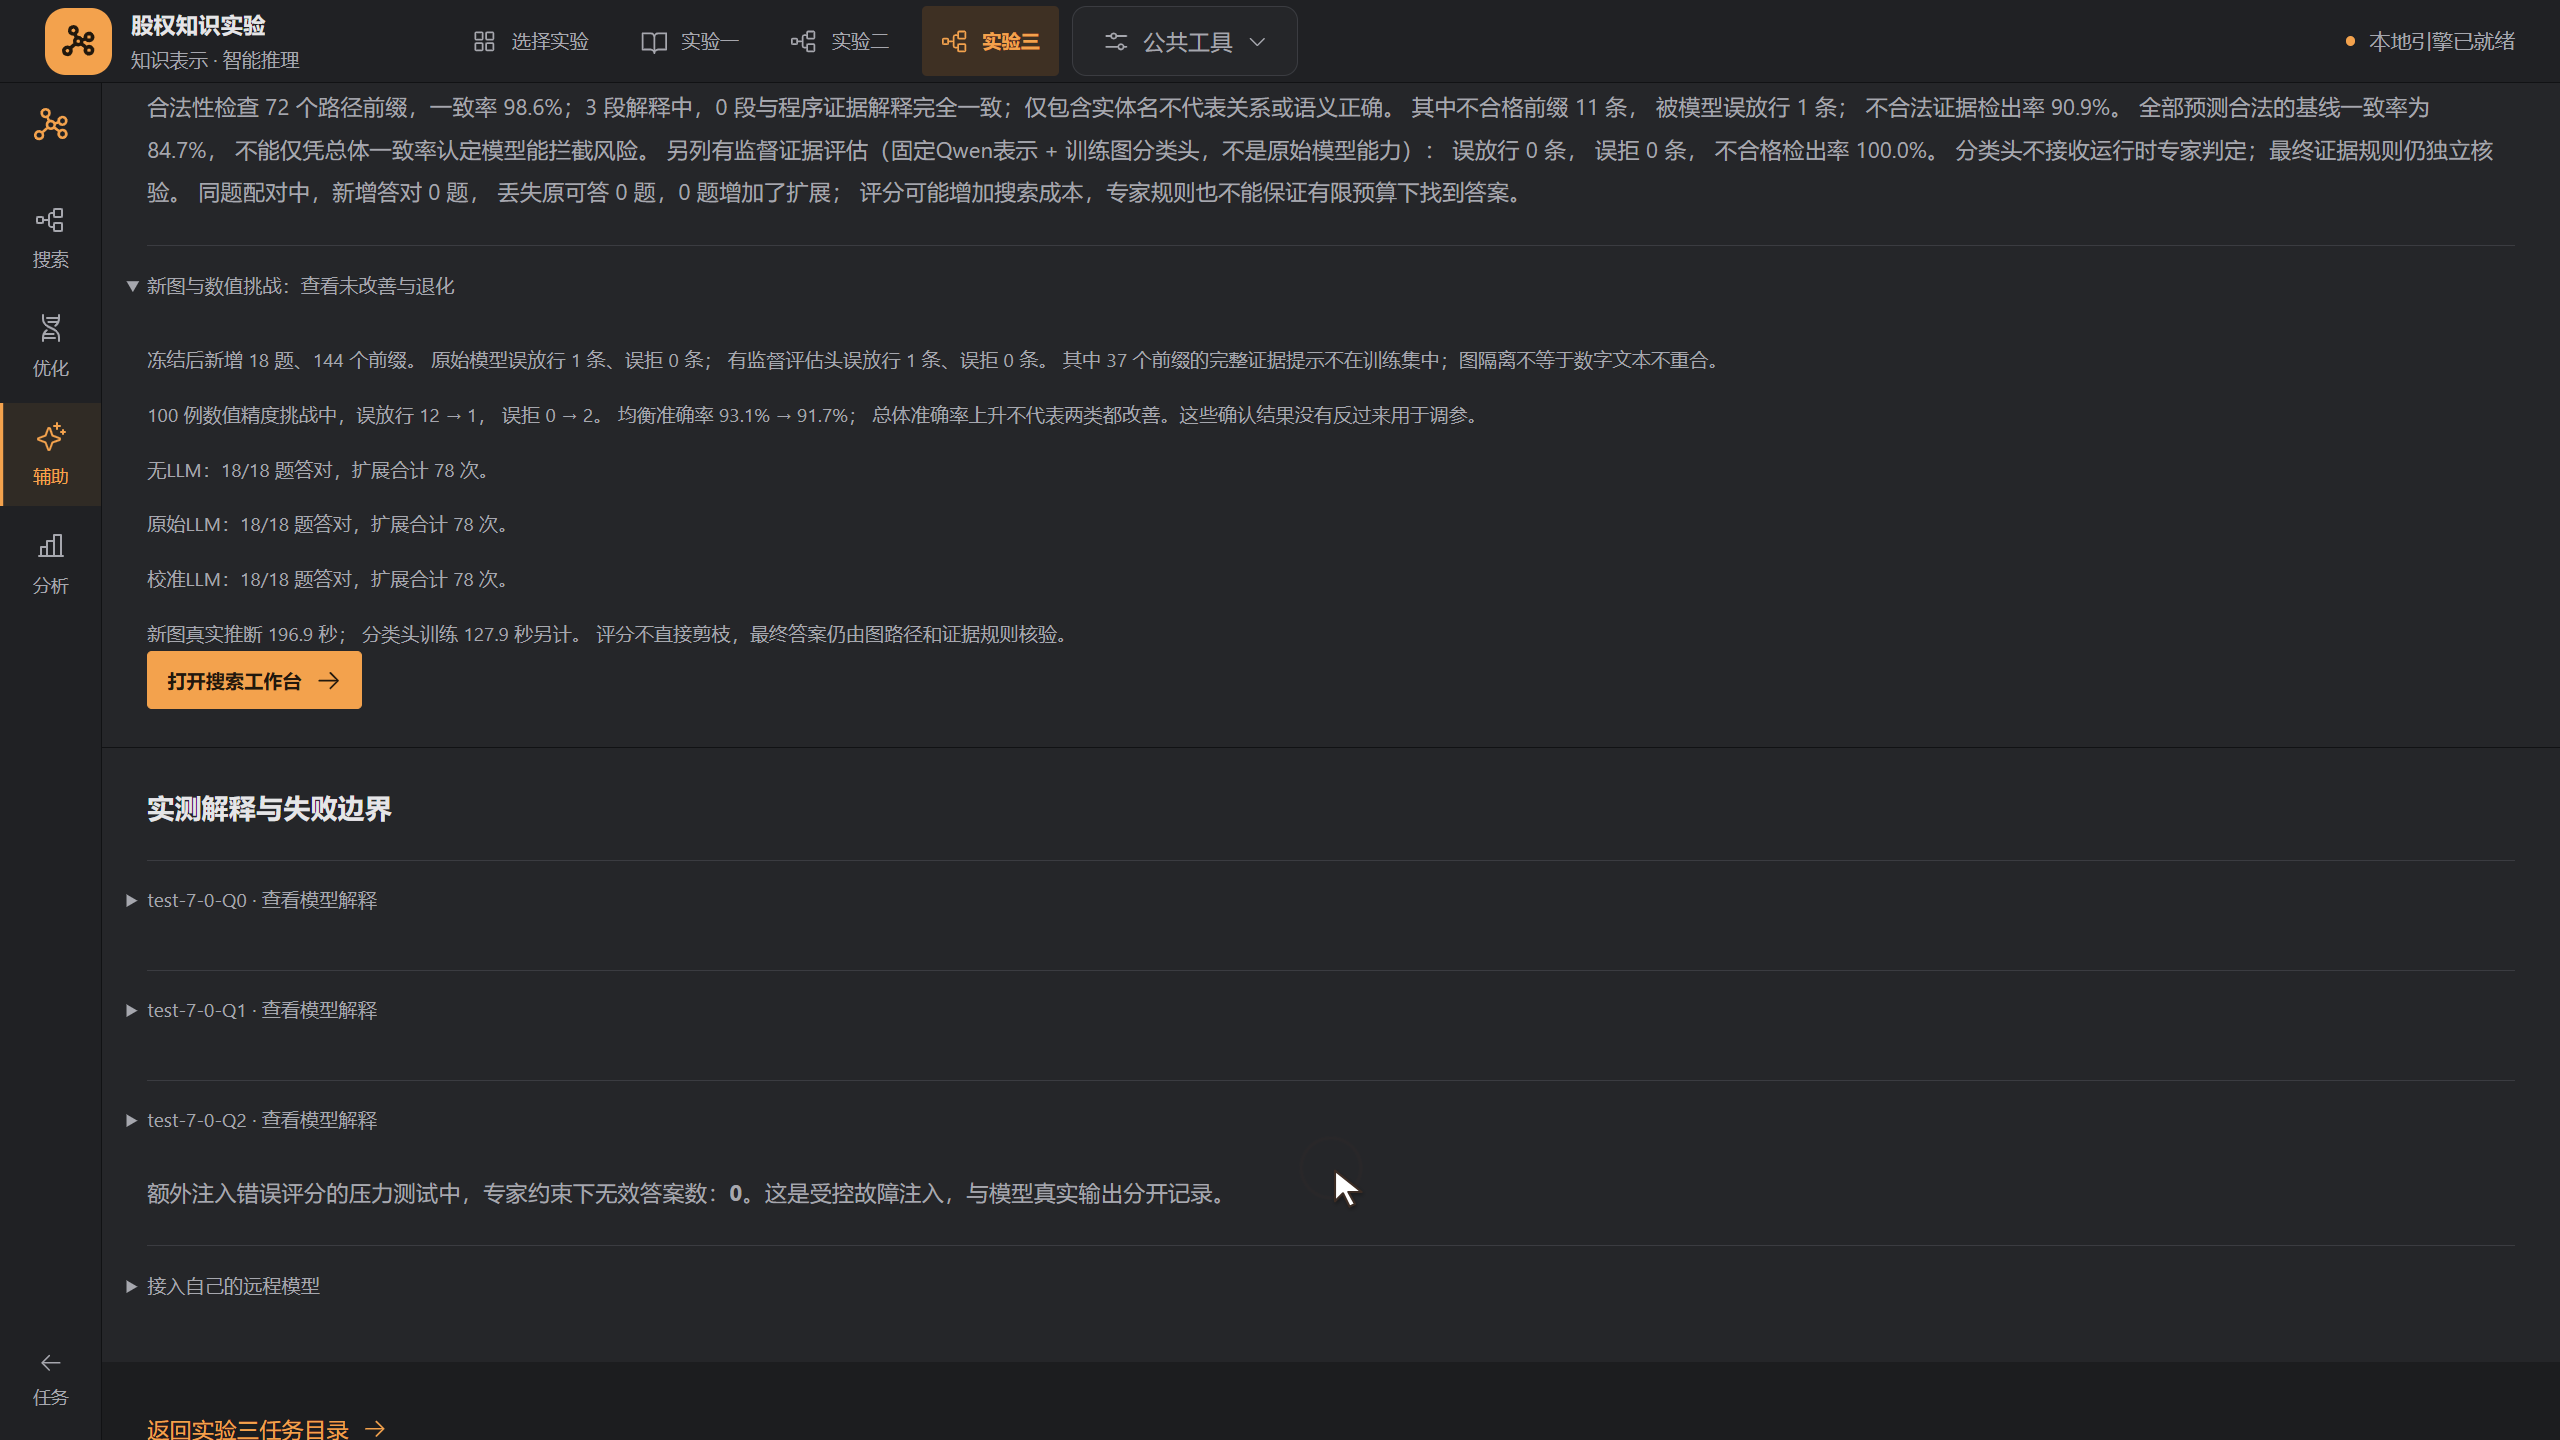 股权知识实验
知识表示 · 智能推理
选择实验
实验一
实验二
实验三
公共工具
本地引擎已就绪
搜索
优化
辅助
分析
任务
合法性检查 72 个路径前缀，一致率 98.6%；3 段解释中，0 段与程序证据解释完全一致；仅包含实体名不代表关系或语义正确。 其中不合格前缀 11 条， 被模型误放行 1 条； 不合法证据检出率 90.9%。 全部预测合法的基线一致率为
84.7%， 不能仅凭总体一致率认定模型能拦截风险。 另列有监督证据评估（固定Qwen表示 + 训练图分类头，不是原始模型能力）： 误放行 0 条， 误拒 0 条， 不合格检出率 100.0%。 分类头不接收运行时专家判定；最终证据规则仍独立核
验。 同题配对中，新增答对 0 题， 丢失原可答 0 题，0 题增加了扩展； 评分可能增加搜索成本，专家规则也不能保证有限预算下找到答案。
新图与数值挑战：查看未改善与退化
冻结后新增 18 题、144 个前缀。 原始模型误放行 1 条、误拒 0 条； 有监督评估头误放行 1 条、误拒 0 条。 其中 37 个前缀的完整证据提示不在训练集中；图隔离不等于数字文本不重合。
100 例数值精度挑战中，误放行 12 → 1， 误拒 0 → 2。 均衡准确率 93.1% → 91.7%； 总体准确率上升不代表两类都改善。这些确认结果没有反过来用于调参。
无LLM：18/18 题答对，扩展合计 78 次。
原始LLM：18/18 题答对，扩展合计 78 次。
校准LLM：18/18 题答对，扩展合计 78 次。
新图真实推断 196.9 秒； 分类头训练 127.9 秒另计。 评分不直接剪枝，最终答案仍由图路径和证据规则核验。
打开搜索工作台 →
实测解释与失败边界
test-7-0-Q0 · 查看模型解释
test-7-0-Q1 · 查看模型解释
test-7-0-Q2 · 查看模型解释
额外注入错误评分的压力测试中，专家约束下无效答案数：0。这是受控故障注入，与模型真实输出分开记录。
接入自己的远程模型
返回实验三任务目录 →